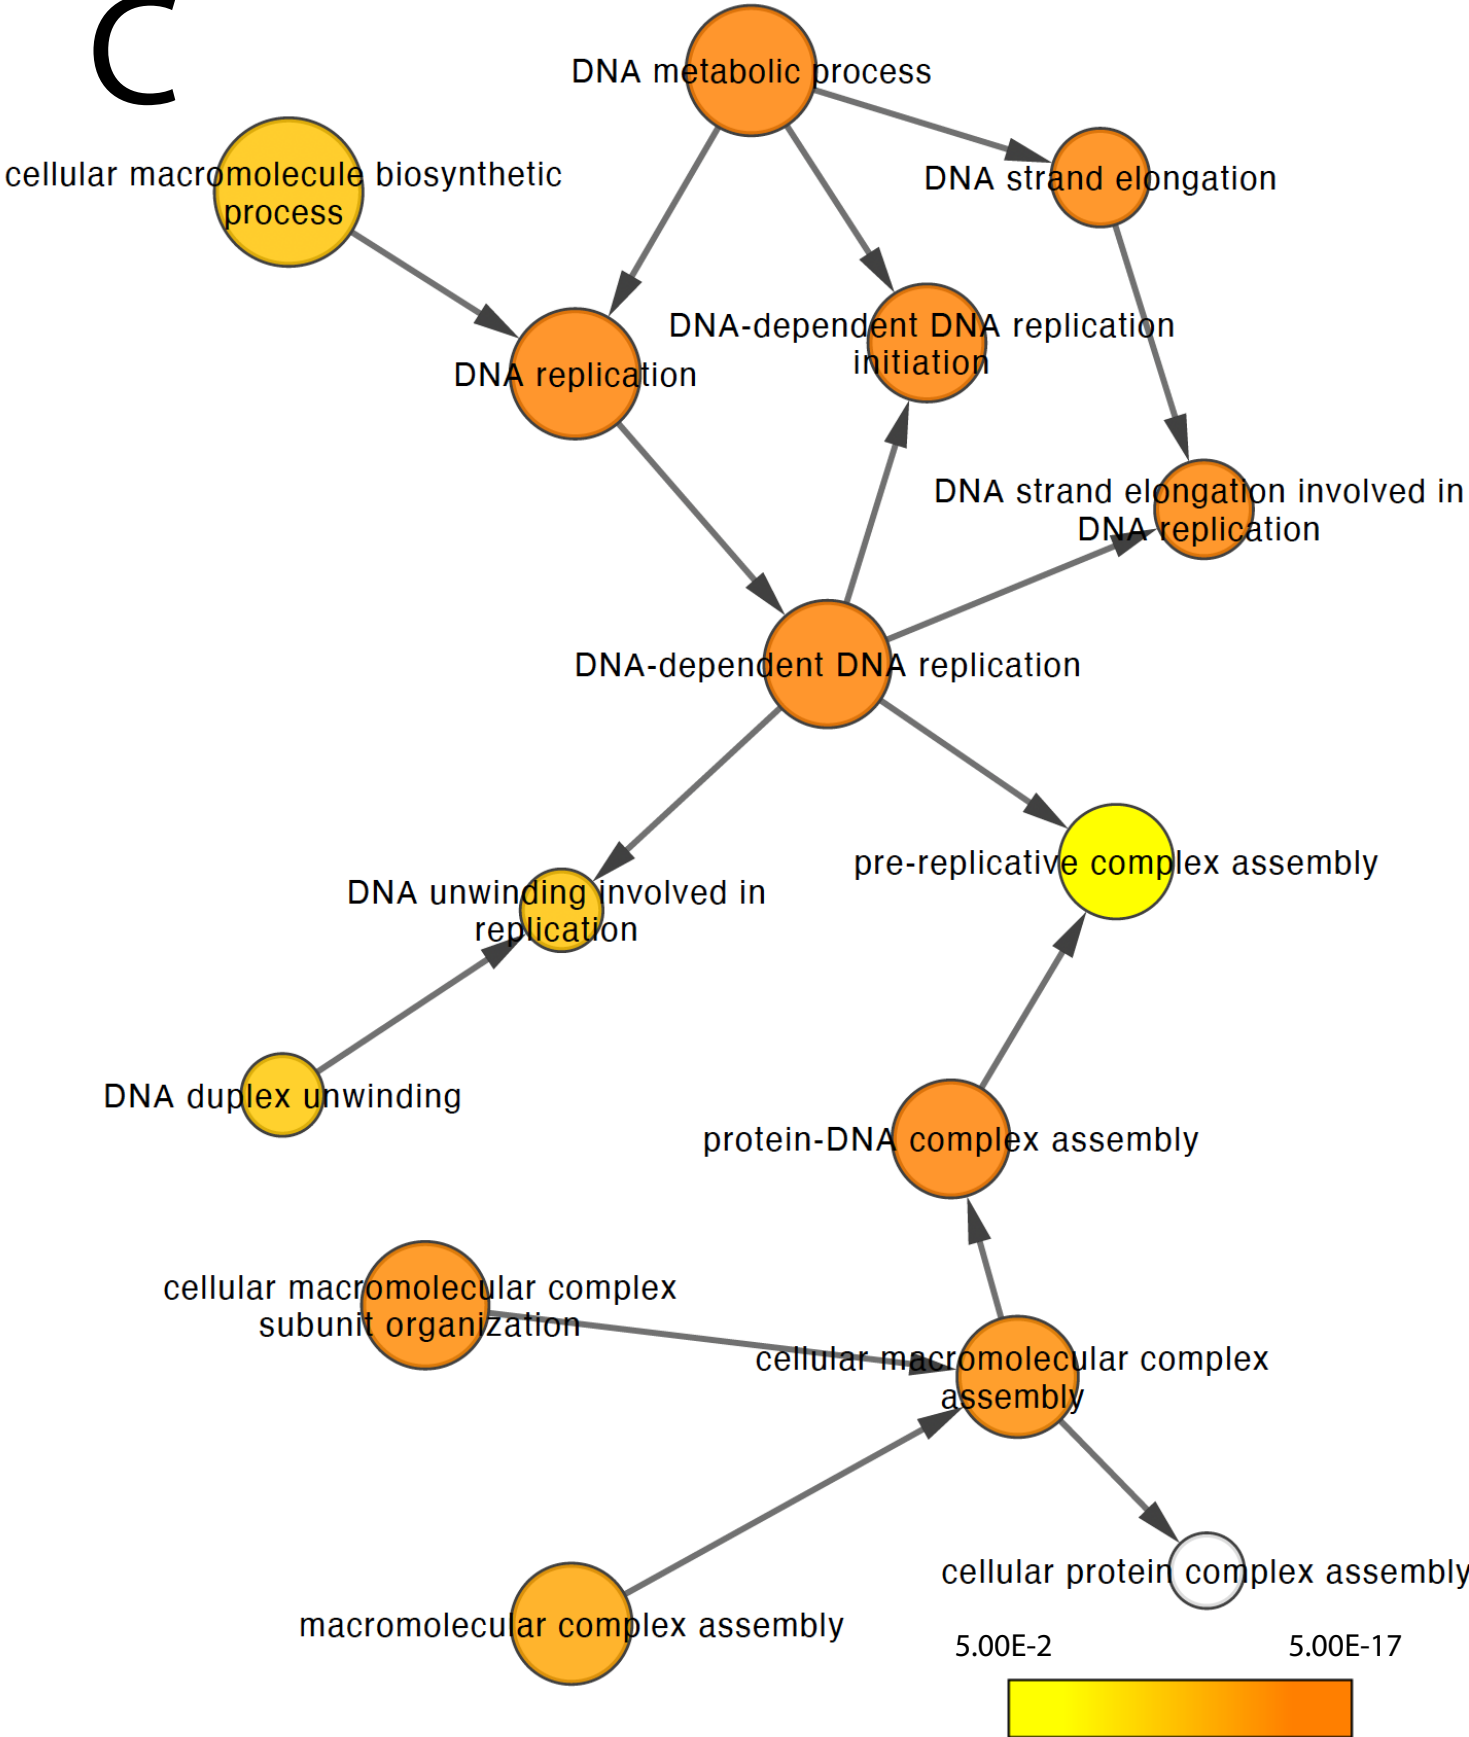 C
DNA metabolic process
cellular macromolecule biosynthetic
process
DNA strand elongation
DNA-dependent DNA replication
initiation
DNA replication
DNA strand elongation involved in
DNA replication
DNA-dependent DNA replication
pre-replicative complex assembly
DNA unwinding involved in
replication
DNA duplex unwinding
protein-DNA complex assembly
cellular macromolecular complex
subunit organization
cellular macromolecular complex
assembly
cellular protein complex assembly
macromolecular complex assembly
5.00E-2
5.00E-17